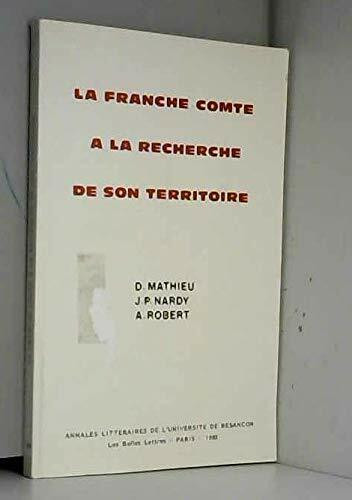 LA FRANCHE COMTE
A LA RECHERCHE
DE SON TERRITOIRE
D. MATHIEU
J.P. NARDY
A. ROBERT
ANNALES LITTERAIRES DE L'UNIVERSITE DE BESANCON
Les Belles Lettres - PARIS -